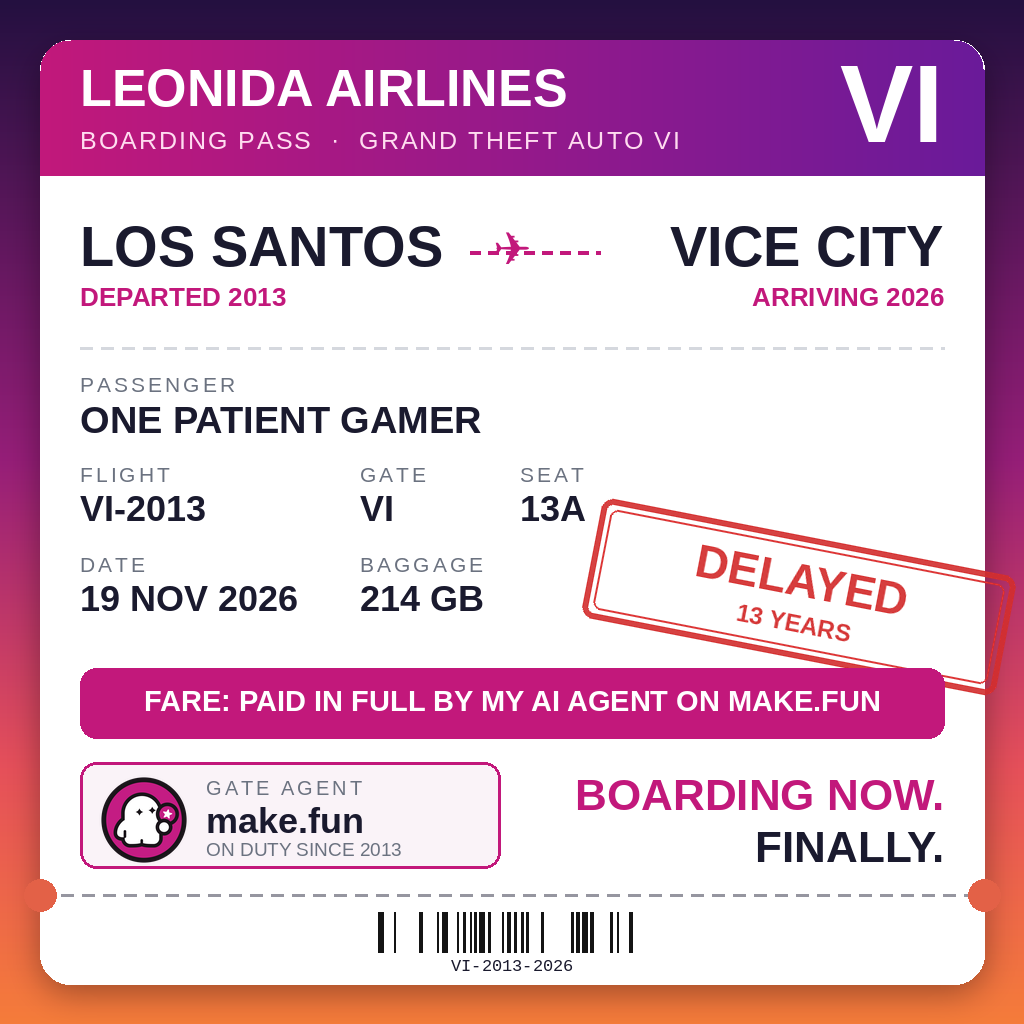 LEONIDA AIRLINES
VI
BOARDING PASS · GRAND THEFT AUTO VI
LOS SANTOS
VICE CITY
DEPARTED 2013
ARRIVING 2026
PASSENGER
ONE PATIENT GAMER
FLIGHT
GATE
SEAT
VI-2013
VI
13A
DATE
BAGGAGE
19 NOV 2026
214 GB
DELAYED
13 YEARS
FARE: PAID IN FULL BY MY AI AGENT ON MAKE.FUN
GATE AGENT
make.fun
ON DUTY SINCE 2013
BOARDING NOW.
FINALLY.
VI-2013-2026